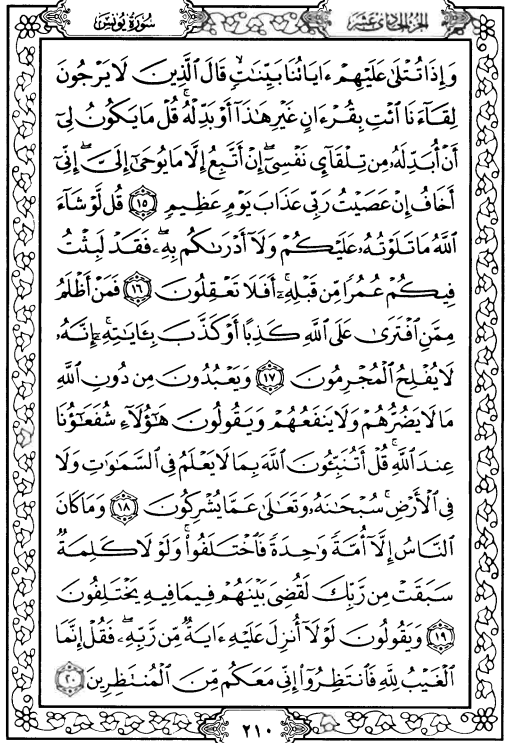 سُورَةُ يُونُس
الجزء الحادي عشر
وَإِذَا تُتْلَىٰ عَلَيْهِمْ ءَايَاتُنَا بَيِّنَٰتٍ قَالَ ٱلَّذِينَ لَا يَرْجُونَ
لِقَآءَنَا ٱئْتِ بِقُرْءَانٍ غَيْرِ هَٰذَآ أَوْ بَدِّلْهُ ۚ قُلْ مَا يَكُونُ لِىٓ
أَنْ أُبَدِّلَهُۥ مِن تِلْقَآئِ نَفْسِىٓ ۖ إِنْ أَتَّبِعُ إِلَّا مَا يُوحَىٰٓ إِلَىَّ ۖ إِنِّىٓ
أَخَافُ إِنْ عَصَيْتُ رَبِّى عَذَابَ يَوْمٍ عَظِيمٍ ١٥ قُل لَّوْ شَآءَ
ٱللَّهُ مَا تَلَوْتُهُۥ عَلَيْكُمْ وَلَآ أَدْرَىٰكُم بِهِۦ ۖ فَقَدْ لَبِثْتُ
فِيكُمْ عُمُرًا مِّن قَبْلِهِۦٓ ۚ أَفَلَا تَعْقِلُونَ ١٦ فَمَنْ أَظْلَمُ
مِمَّنِ ٱفْتَرَىٰ عَلَى ٱللَّهِ كَذِبًا أَوْ كَذَّبَ بِـَٔايَٰتِهِۦٓ ۚ إِنَّهُۥ
لَا يُفْلِحُ ٱلْمُجْرِمُونَ ١٧ وَيَعْبُدُونَ مِن دُونِ ٱللَّهِ
مَا لَا يَضُرُّهُمْ وَلَا يَنفَعُهُمْ وَيَقُولُونَ هَٰٓؤُلَآءِ شُفَعَٰٓؤُنَا
عِندَ ٱللَّهِ ۚ قُلْ أَتُنَبِّـُٔونَ ٱللَّهَ بِمَا لَا يَعْلَمُ فِى ٱلسَّمَٰوَٰتِ وَلَا
فِى ٱلْأَرْضِ ۚ سُبْحَٰنَهُۥ وَتَعَٰلَىٰ عَمَّا يُشْرِكُونَ ١٨ وَمَا كَانَ
ٱلنَّاسُ إِلَّآ أُمَّةً وَٰحِدَةً فَٱخْتَلَفُوا۟ ۚ وَلَوْلَا كَلِمَةٌ
سَبَقَتْ مِن رَّبِّكَ لَقُضِىَ بَيْنَهُمْ فِيمَا فِيهِ يَخْتَلِفُونَ
١٩ وَيَقُولُونَ لَوْلَآ أُنزِلَ عَلَيْهِ ءَايَةٌ مِّن رَّبِّهِۦ ۖ فَقُلْ إِنَّمَا
ٱلْغَيْبُ لِلَّهِ فَٱنتَظِرُوٓا۟ إِنِّى مَعَكُم مِّنَ ٱلْمُنتَظِرِينَ ٢٠
٢١٠